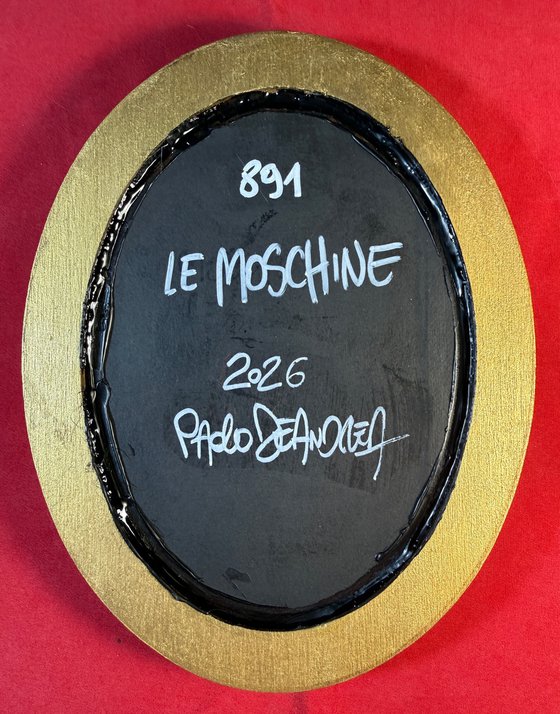 891
LE MOSCHINE
2026
PAOLO DEANDREA